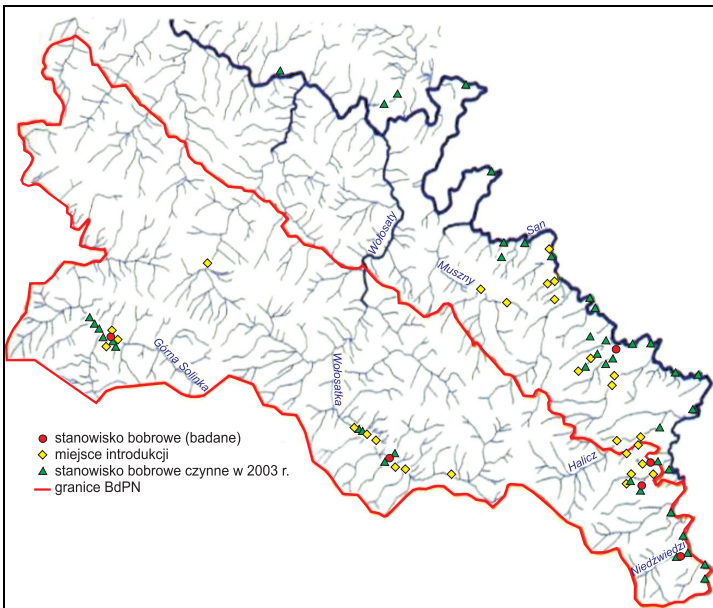 San
Wołosaty
Muszny
Górna Solinka
Wołosatka
stanowisko bobrowe (badane)
miejsce introdukcji
stanowisko bobrowe czynne w 2003 r.
granice BdPN
Halicz
Niedźwiedzi